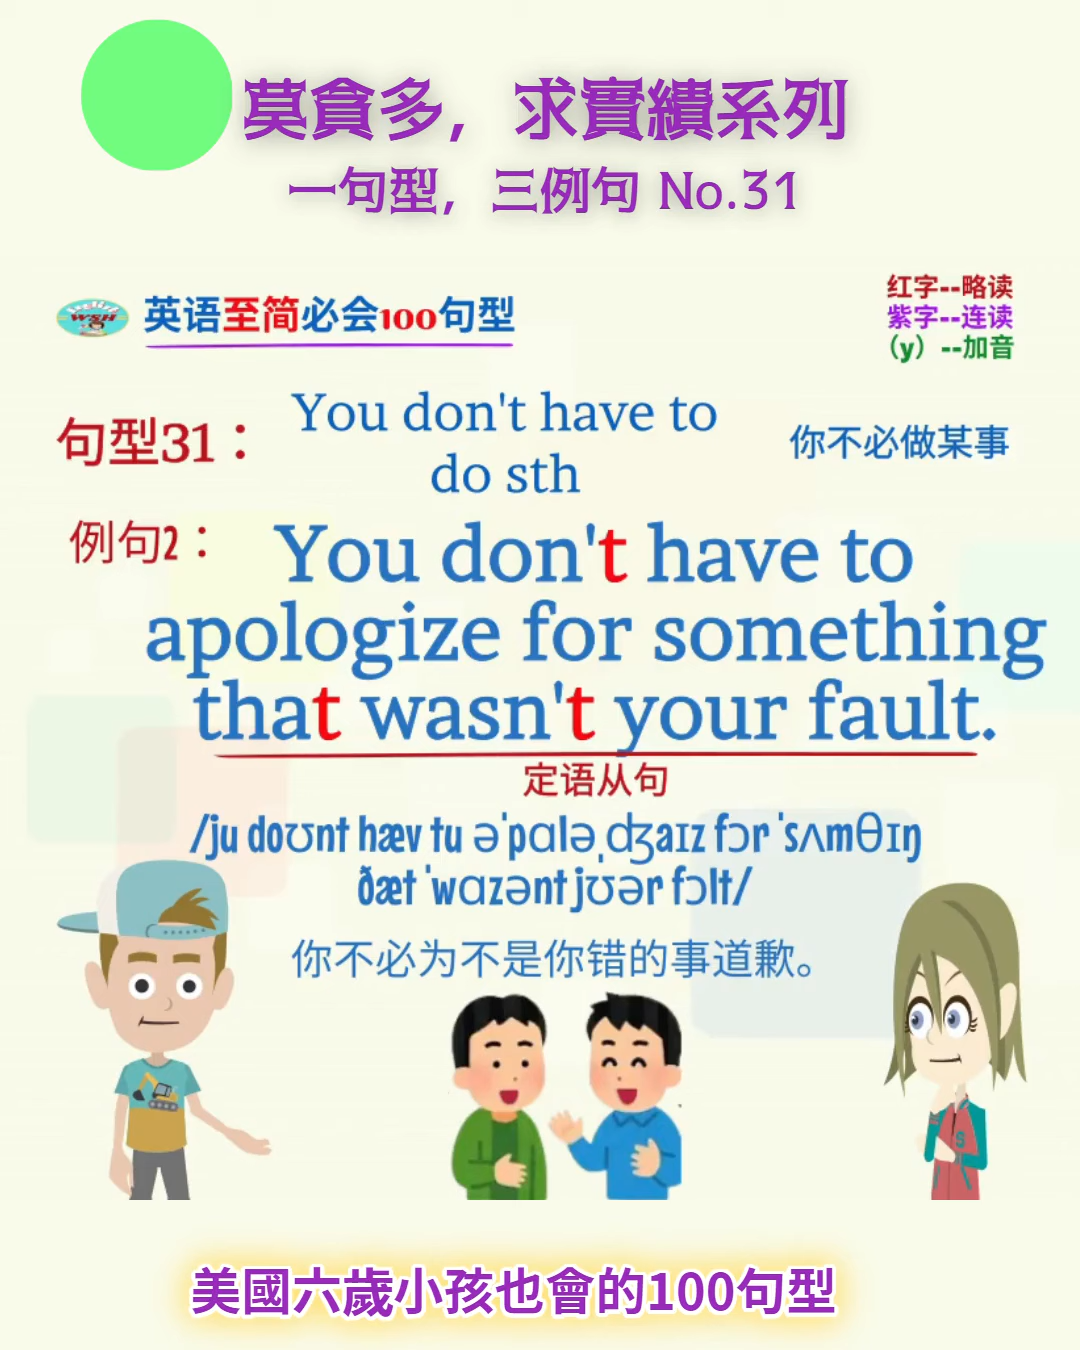 莫貪多，求實績系列
一句型，三例句 No.31
英语至简必会100句型
红字--略读
紫字--连读
（y）--加音
句型31：
You don't have to
do sth
你不必做某事
例句2：
You don't have to
apologize for something
that wasn't your fault.
定语从句
/ju doʊnt hæv tu əˈpɑləˌʤaɪz fɔr ˈsʌmθɪŋ
ðæt ˈwɑzənt jʊər fɔlt/
你不必为不是你错的事道歉。
美國六歲小孩也會的100句型